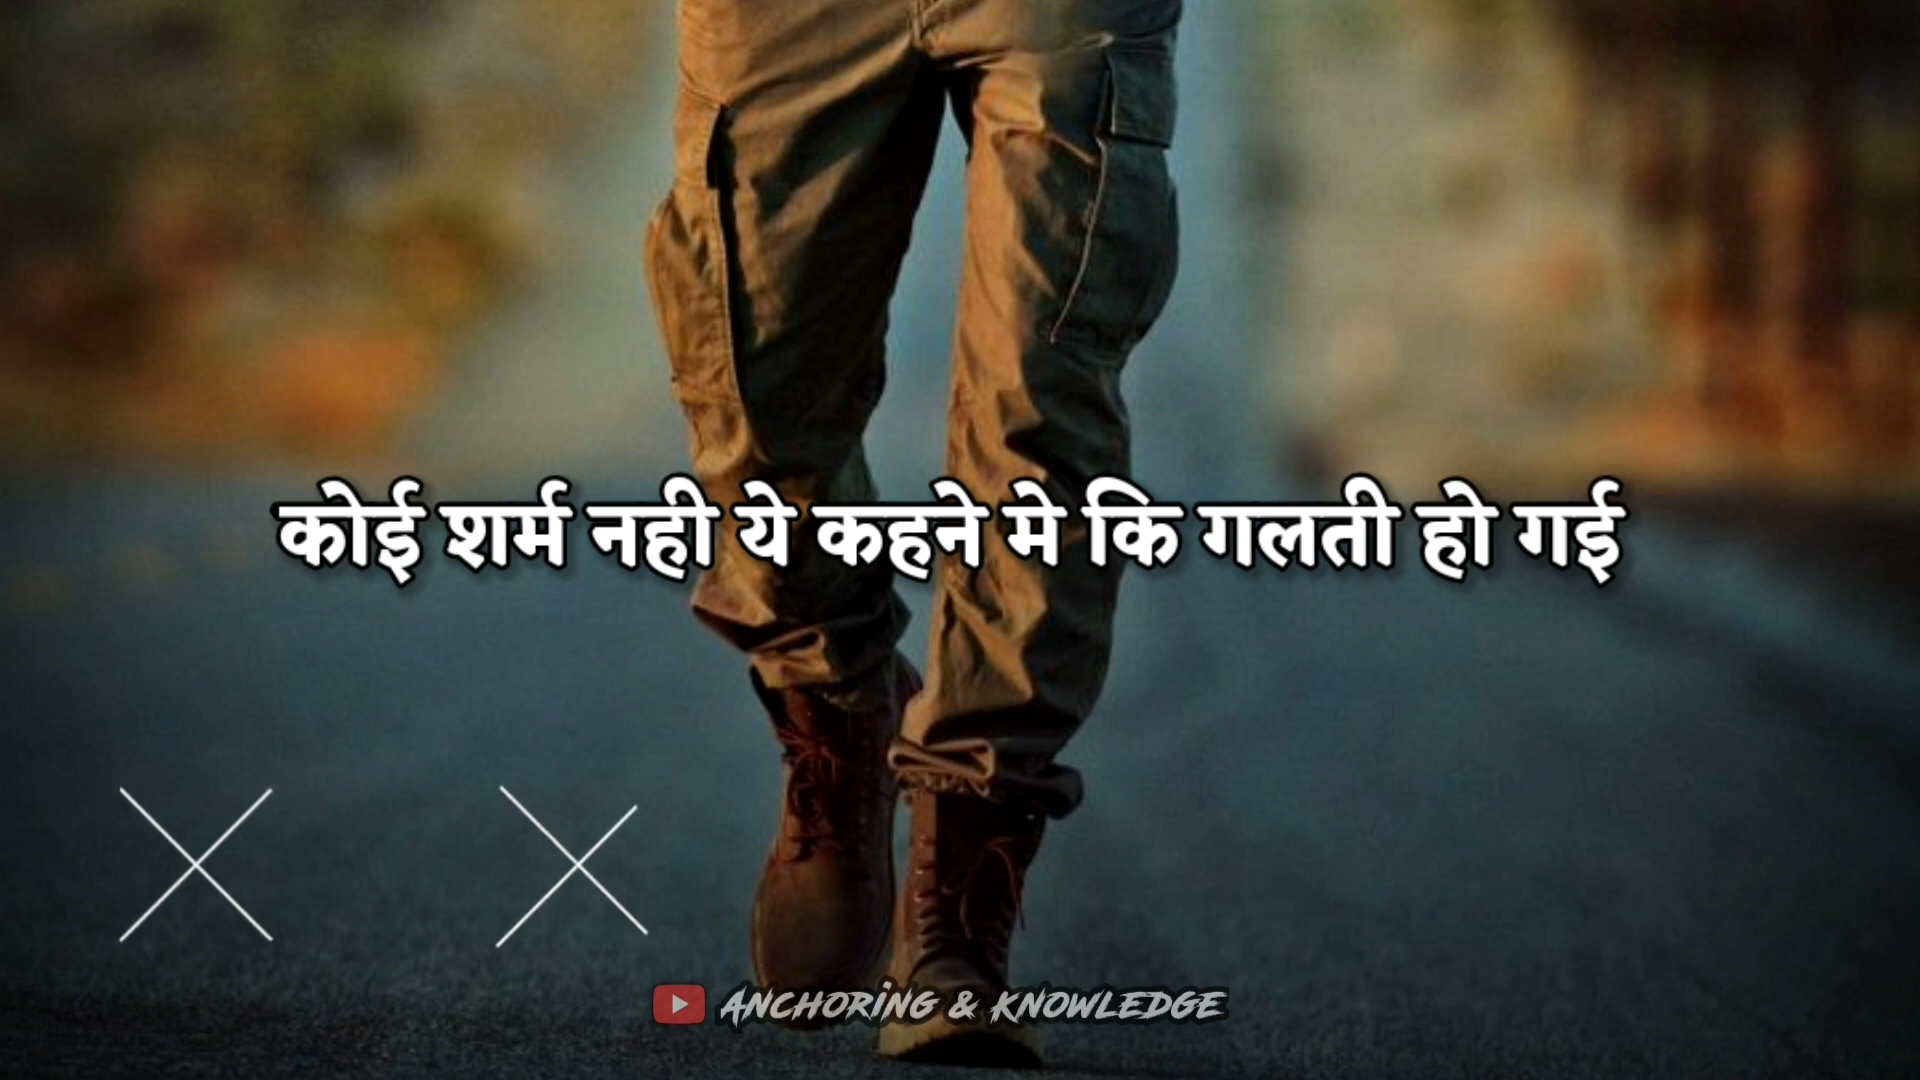 कोई शर्म नही ये कहने मे कि गलती हो गई
ANCHORING & KNOWLEDGE